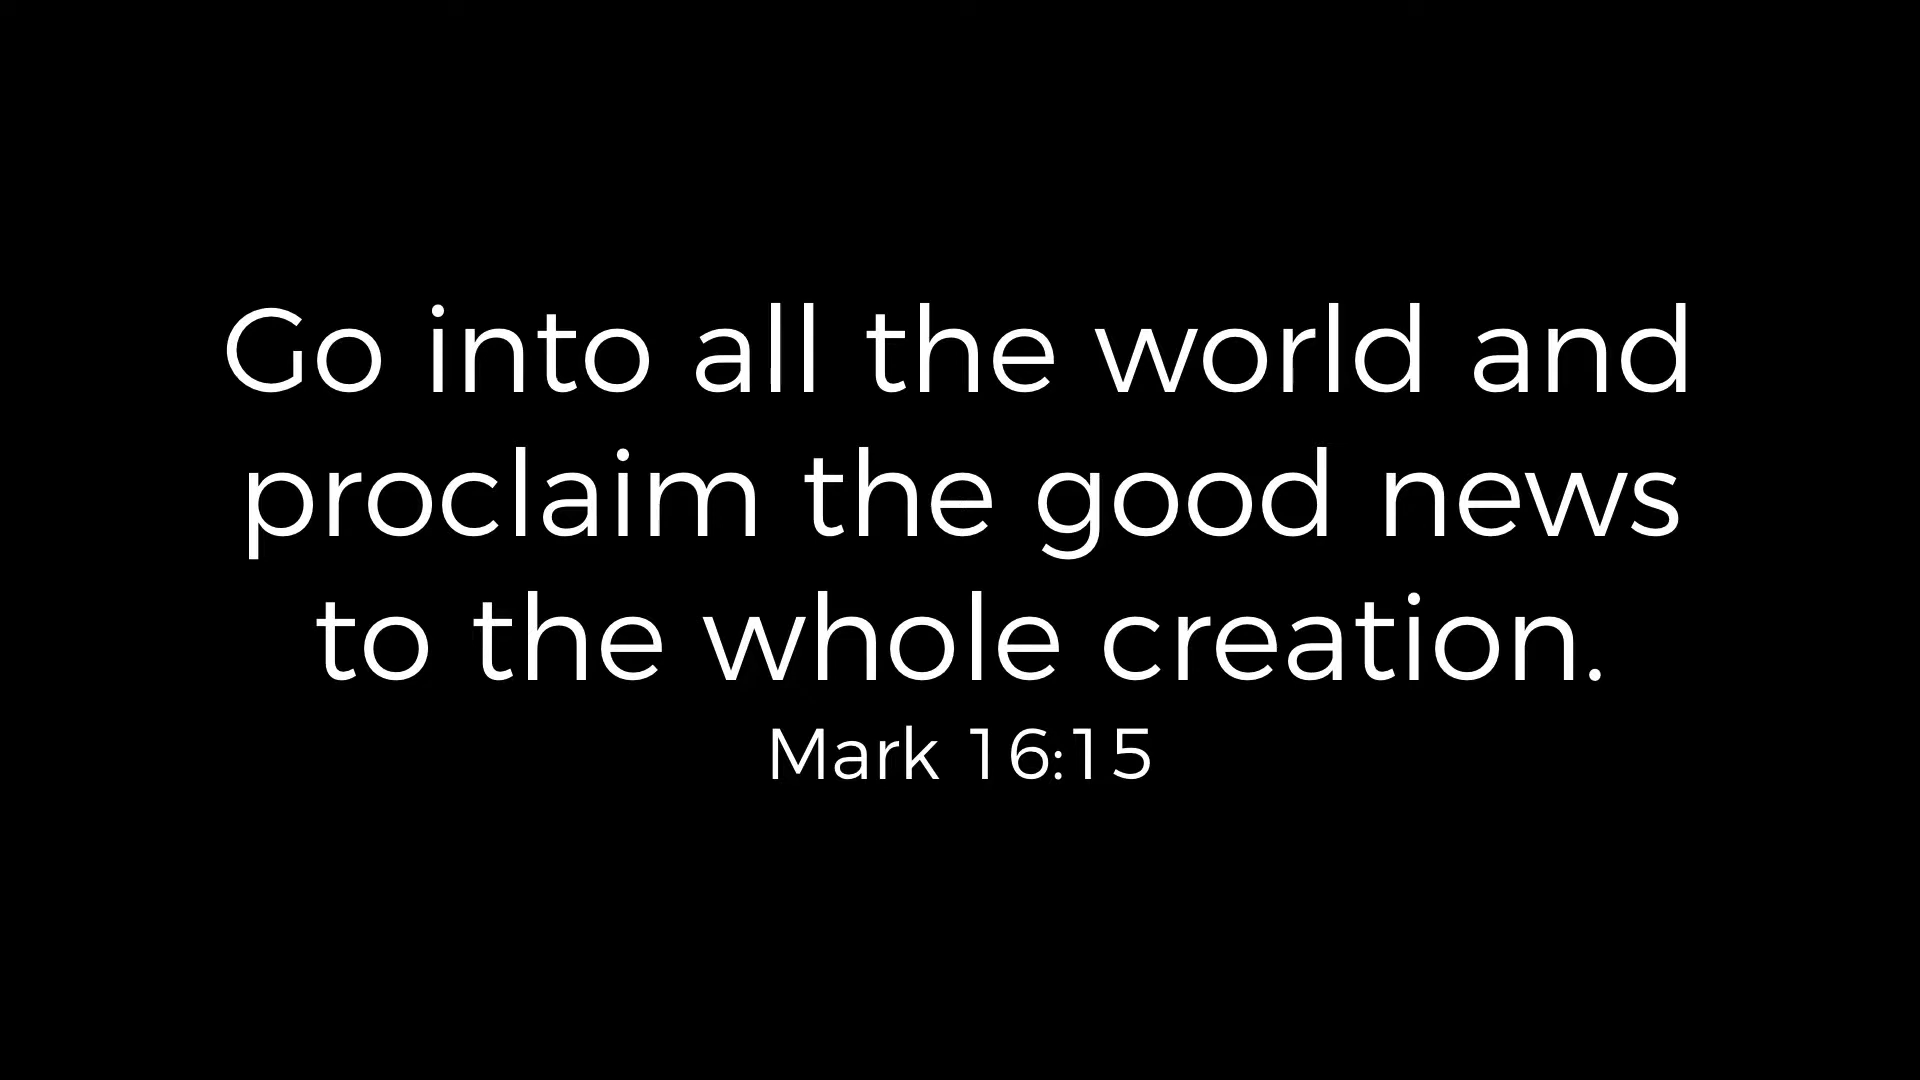 Go into all the world and
proclaim the good news
to the whole creation.
Mark 16:15